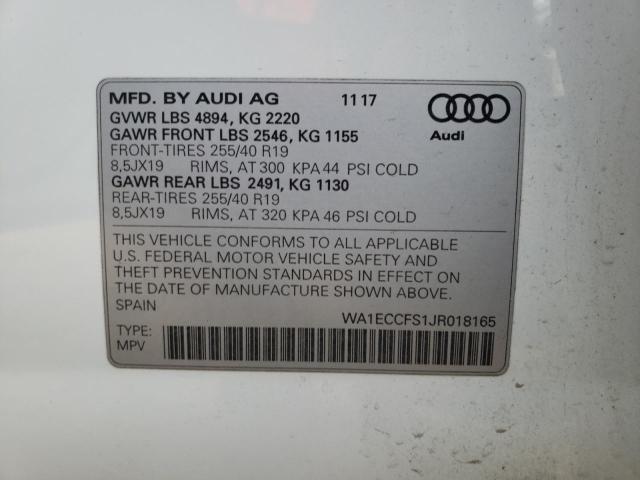 MFD. BY AUDI AG 11 17
GVWR LBS 4894, KG 2220
GAWR FRONT LBS 2546, KG 1155
Audi
FRONT-TIRES 255/40 R19
8,5JX19 RIMS, AT 300 KPA 44 PSI COLD
GAWR REAR LBS 2491, KG 1130
REAR-TIRES 255/40 R19
8,5JX19 RIMS, AT 320 KPA 46 PSI COLD
THIS VEHICLE CONFORMS TO ALL APPLICABLE
U.S. FEDERAL MOTOR VEHICLE SAFETY AND
THEFT PREVENTION STANDARDS IN EFFECT ON
THE DATE OF MANUFACTURE SHOWN ABOVE.
SPAIN
WA1ECCFS1JR018165
TYPE:
MPV